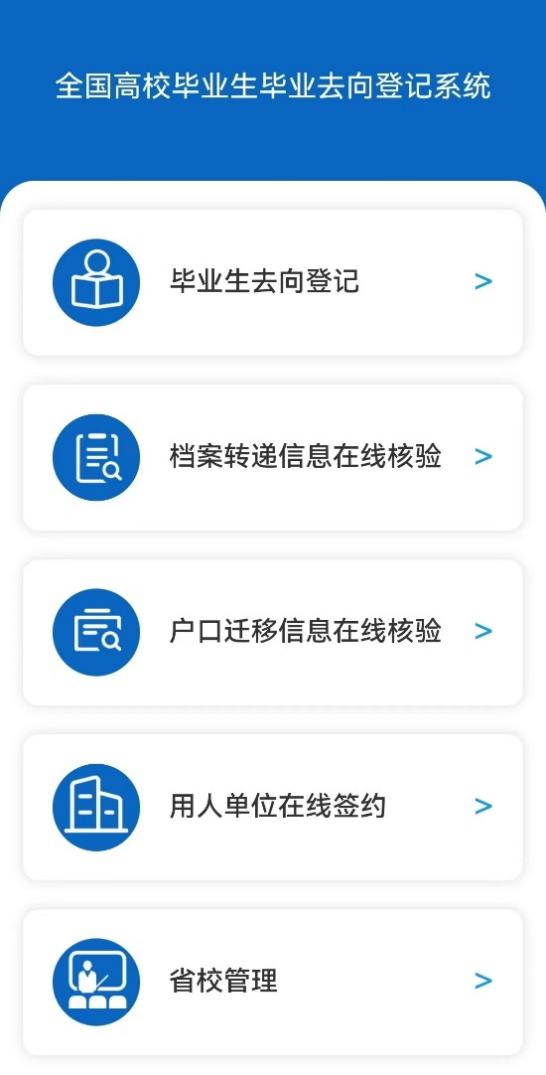 全国高校毕业生毕业去向登记系统
毕业生去向登记 >
档案转递信息在线核验 >
户口迁移信息在线核验 >
用人单位在线签约 >
省校管理 >